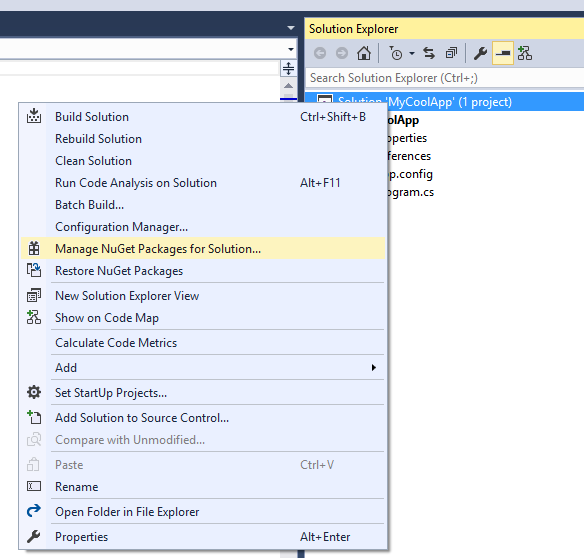 Solution Explorer
Search Solution Explorer (Ctrl+;)
Solution 'MyCoolApp' (1 project)
Build Solution Ctrl+Shift+B
Rebuild Solution
Clean Solution
Run Code Analysis on Solution Alt+F11
Batch Build...
Configuration Manager...
Manage NuGet Packages for Solution...
Restore NuGet Packages
New Solution Explorer View
Show on Code Map
Calculate Code Metrics
Add
Set StartUp Projects...
Add Solution to Source Control...
Compare with Unmodified...
Paste Ctrl+V
Rename
Open Folder in File Explorer
Properties Alt+Enter
olApp
operties
ferences
p.config
ogram.cs